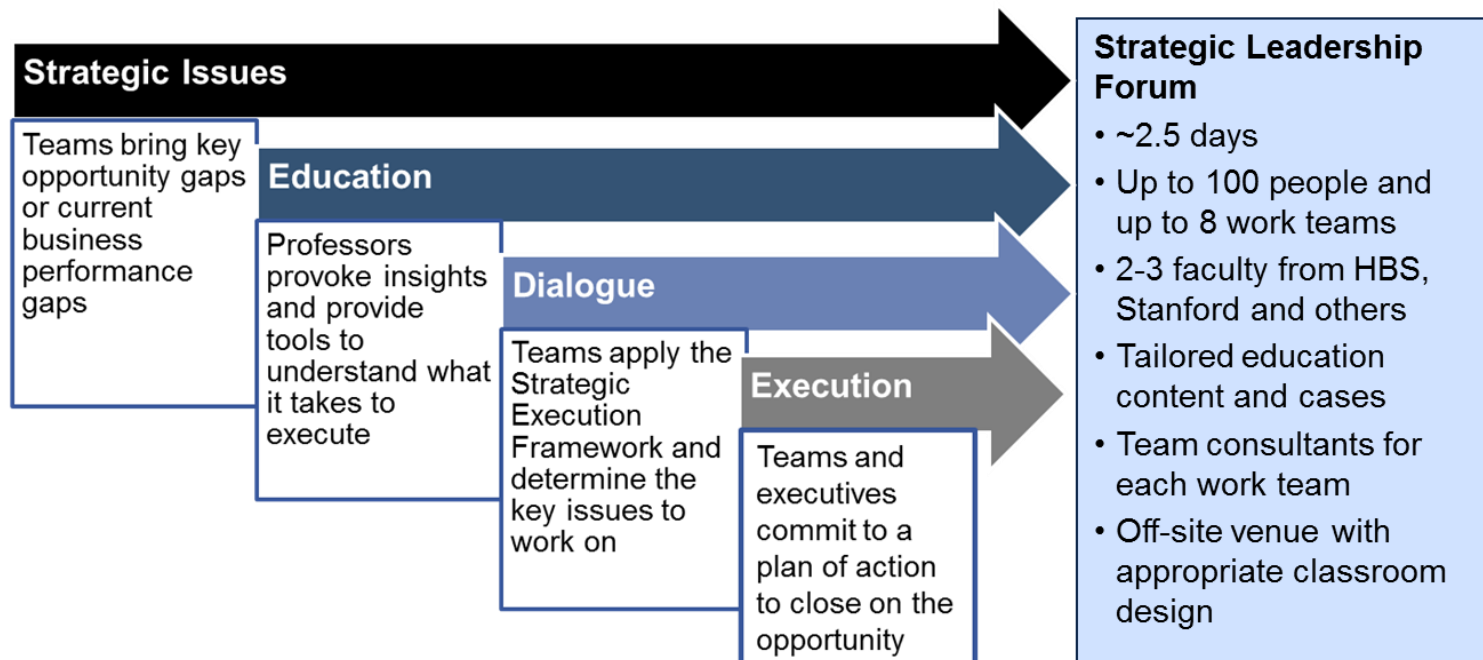 Strategic Issues
Teams bring key
opportunity gaps
or current
business
performance
gaps
Education
Professors
provoke insights
and provide
tools to
understand what
it takes to
execute
Dialogue
Teams apply the
Strategic
Execution
Framework and
determine the
key issues to
work on
Execution
Teams and
executives
commit to a
plan of action
to close on the
opportunity
Strategic Leadership
Forum
• ~2.5 days
• Up to 100 people and
up to 8 work teams
• 2-3 faculty from HBS,
Stanford and others
• Tailored education
content and cases
• Team consultants for
each work team
• Off-site venue with
appropriate classroom
design